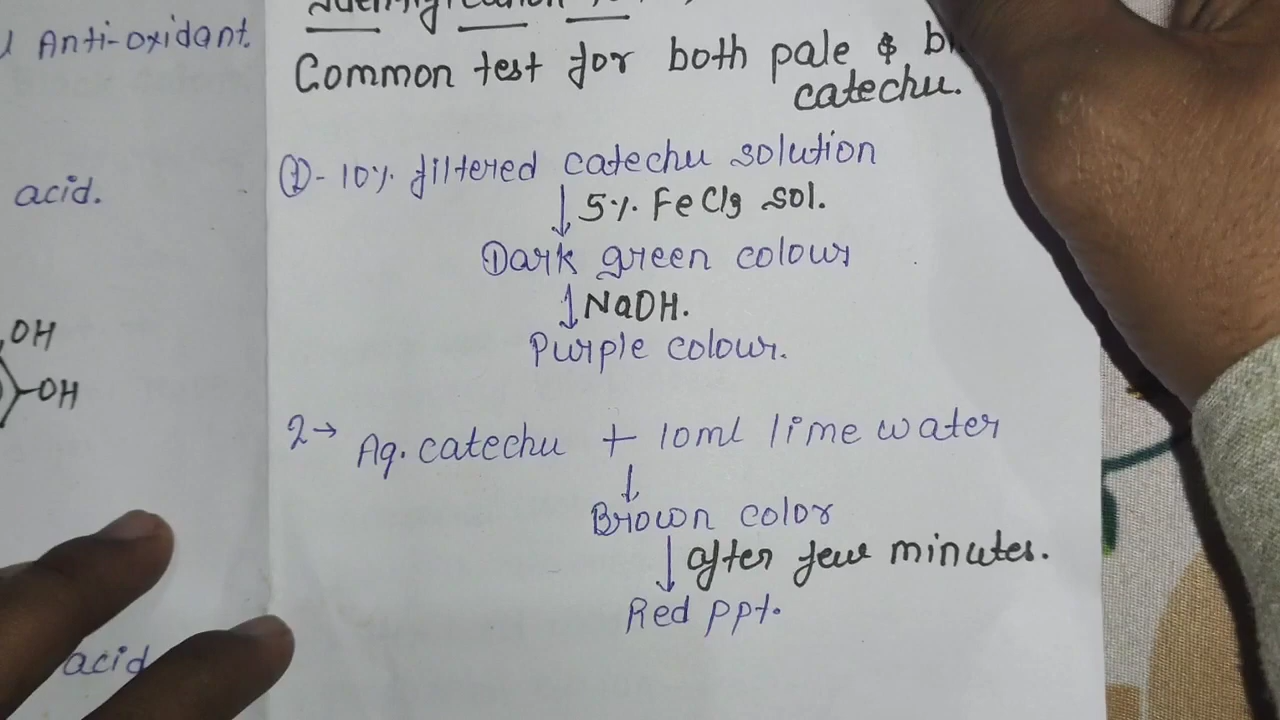 Anti-oxidant.
acid.
OH
-OH
acid
Common test for both pale &
catechu.
1 - 10% filtered catechu solution
↓ 5% FeCl3 sol.
Dark green colour
↓ NaOH.
Purple colour.
2→ Aq. catechu + 10ml lime water
↓
Brown color
↓ after few minutes.
Red ppt.